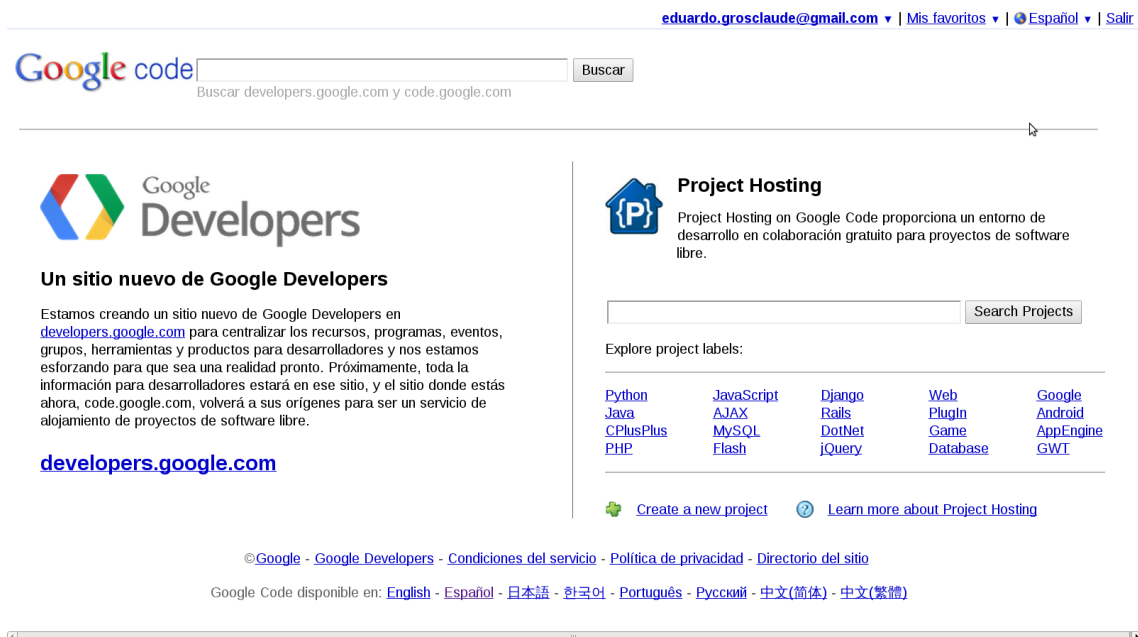 eduardo.grosclaude@gmail.com ▼ | Mis favoritos ▼ | Español ▼ | Salir
Google code
Buscar
Buscar developers.google.com y code.google.com
Google
Developers
Un sitio nuevo de Google Developers
Estamos creando un sitio nuevo de Google Developers en
developers.google.com para centralizar los recursos, programas, eventos,
grupos, herramientas y productos para desarrolladores y nos estamos
esforzando para que sea una realidad pronto. Próximamente, toda la
información para desarrolladores estará en ese sitio, y el sitio donde estás
ahora, code.google.com, volverá a sus orígenes para ser un servicio de
alojamiento de proyectos de software libre.
developers.google.com
{P}
Project Hosting
Project Hosting on Google Code proporciona un entorno de
desarrollo en colaboración gratuito para proyectos de software
libre.
Search Projects
Explore project labels:
Python JavaScript Django Web Google
Java AJAX Rails PlugIn Android
CPlusPlus MySQL DotNet Game AppEngine
PHP Flash jQuery Database GWT
Create a new project ? Learn more about Project Hosting
©Google - Google Developers - Condiciones del servicio - Política de privacidad - Directorio del sitio
Google Code disponible en: English - Español - 日本語 - 한국어 - Português - Русский - 中文(简体) - 中文(繁體)